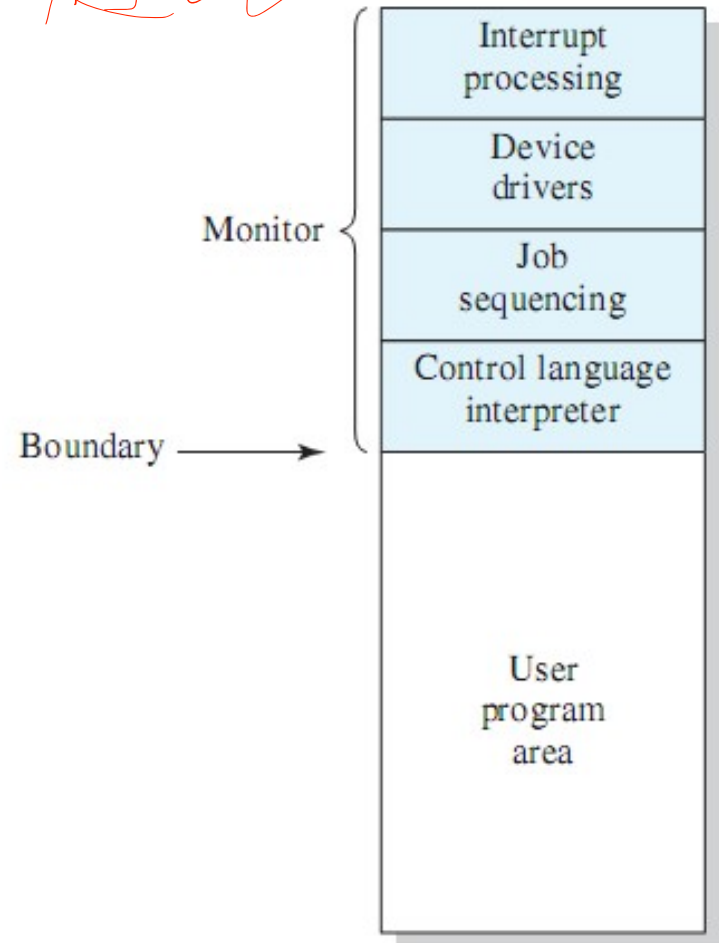 Interrupt
processing
Device
drivers
Monitor
Job
sequencing
Control language
interpreter
Boundary
User
program
area